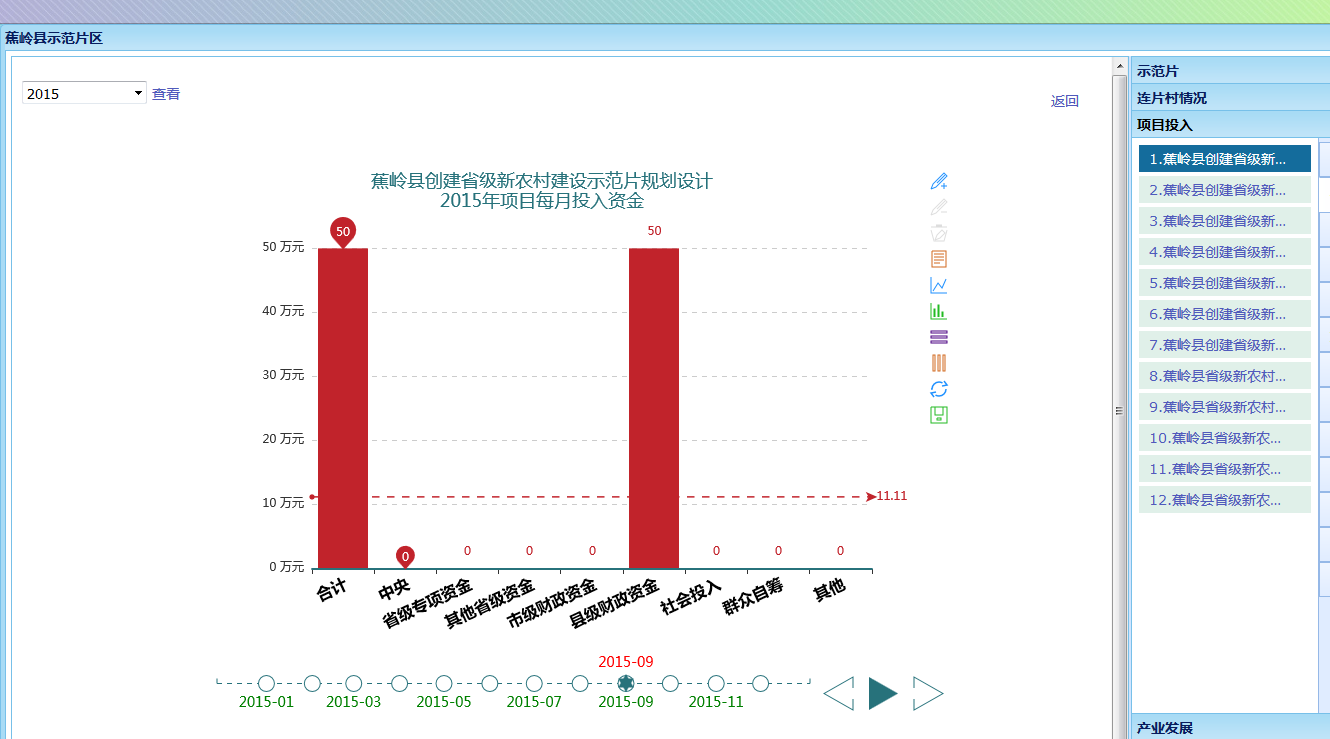 蕉岭县示范片区
2015 查看
返回
蕉岭县创建省级新农村建设示范片规划设计
2015年项目每月投入资金
50 万元
40 万元
30 万元
20 万元
10 万元
0 万元
50
0
0
0
0
50
0
0
0
11.11
合计
中央
省级专项资金
其他省级资金
市级财政资金
县级财政资金
社会投入
群众自筹
其他
2015-09
2015-01 2015-03 2015-05 2015-07 2015-09 2015-11
示范片
连片村情况
项目投入
1.蕉岭县创建省级新...
2.蕉岭县创建省级新...
3.蕉岭县创建省级新...
4.蕉岭县创建省级新...
5.蕉岭县创建省级新...
6.蕉岭县创建省级新...
7.蕉岭县创建省级新...
8.蕉岭县省级新农村...
9.蕉岭县省级新农村...
10.蕉岭县省级新农...
11.蕉岭县省级新农...
12.蕉岭县省级新农...
产业发展